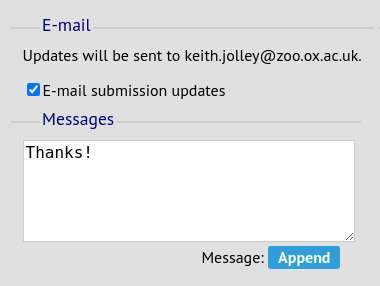 E-mail
Updates will be sent to keith.jolley@zoo.ox.ac.uk.
E-mail submission updates
Messages
Thanks!
Message: Append